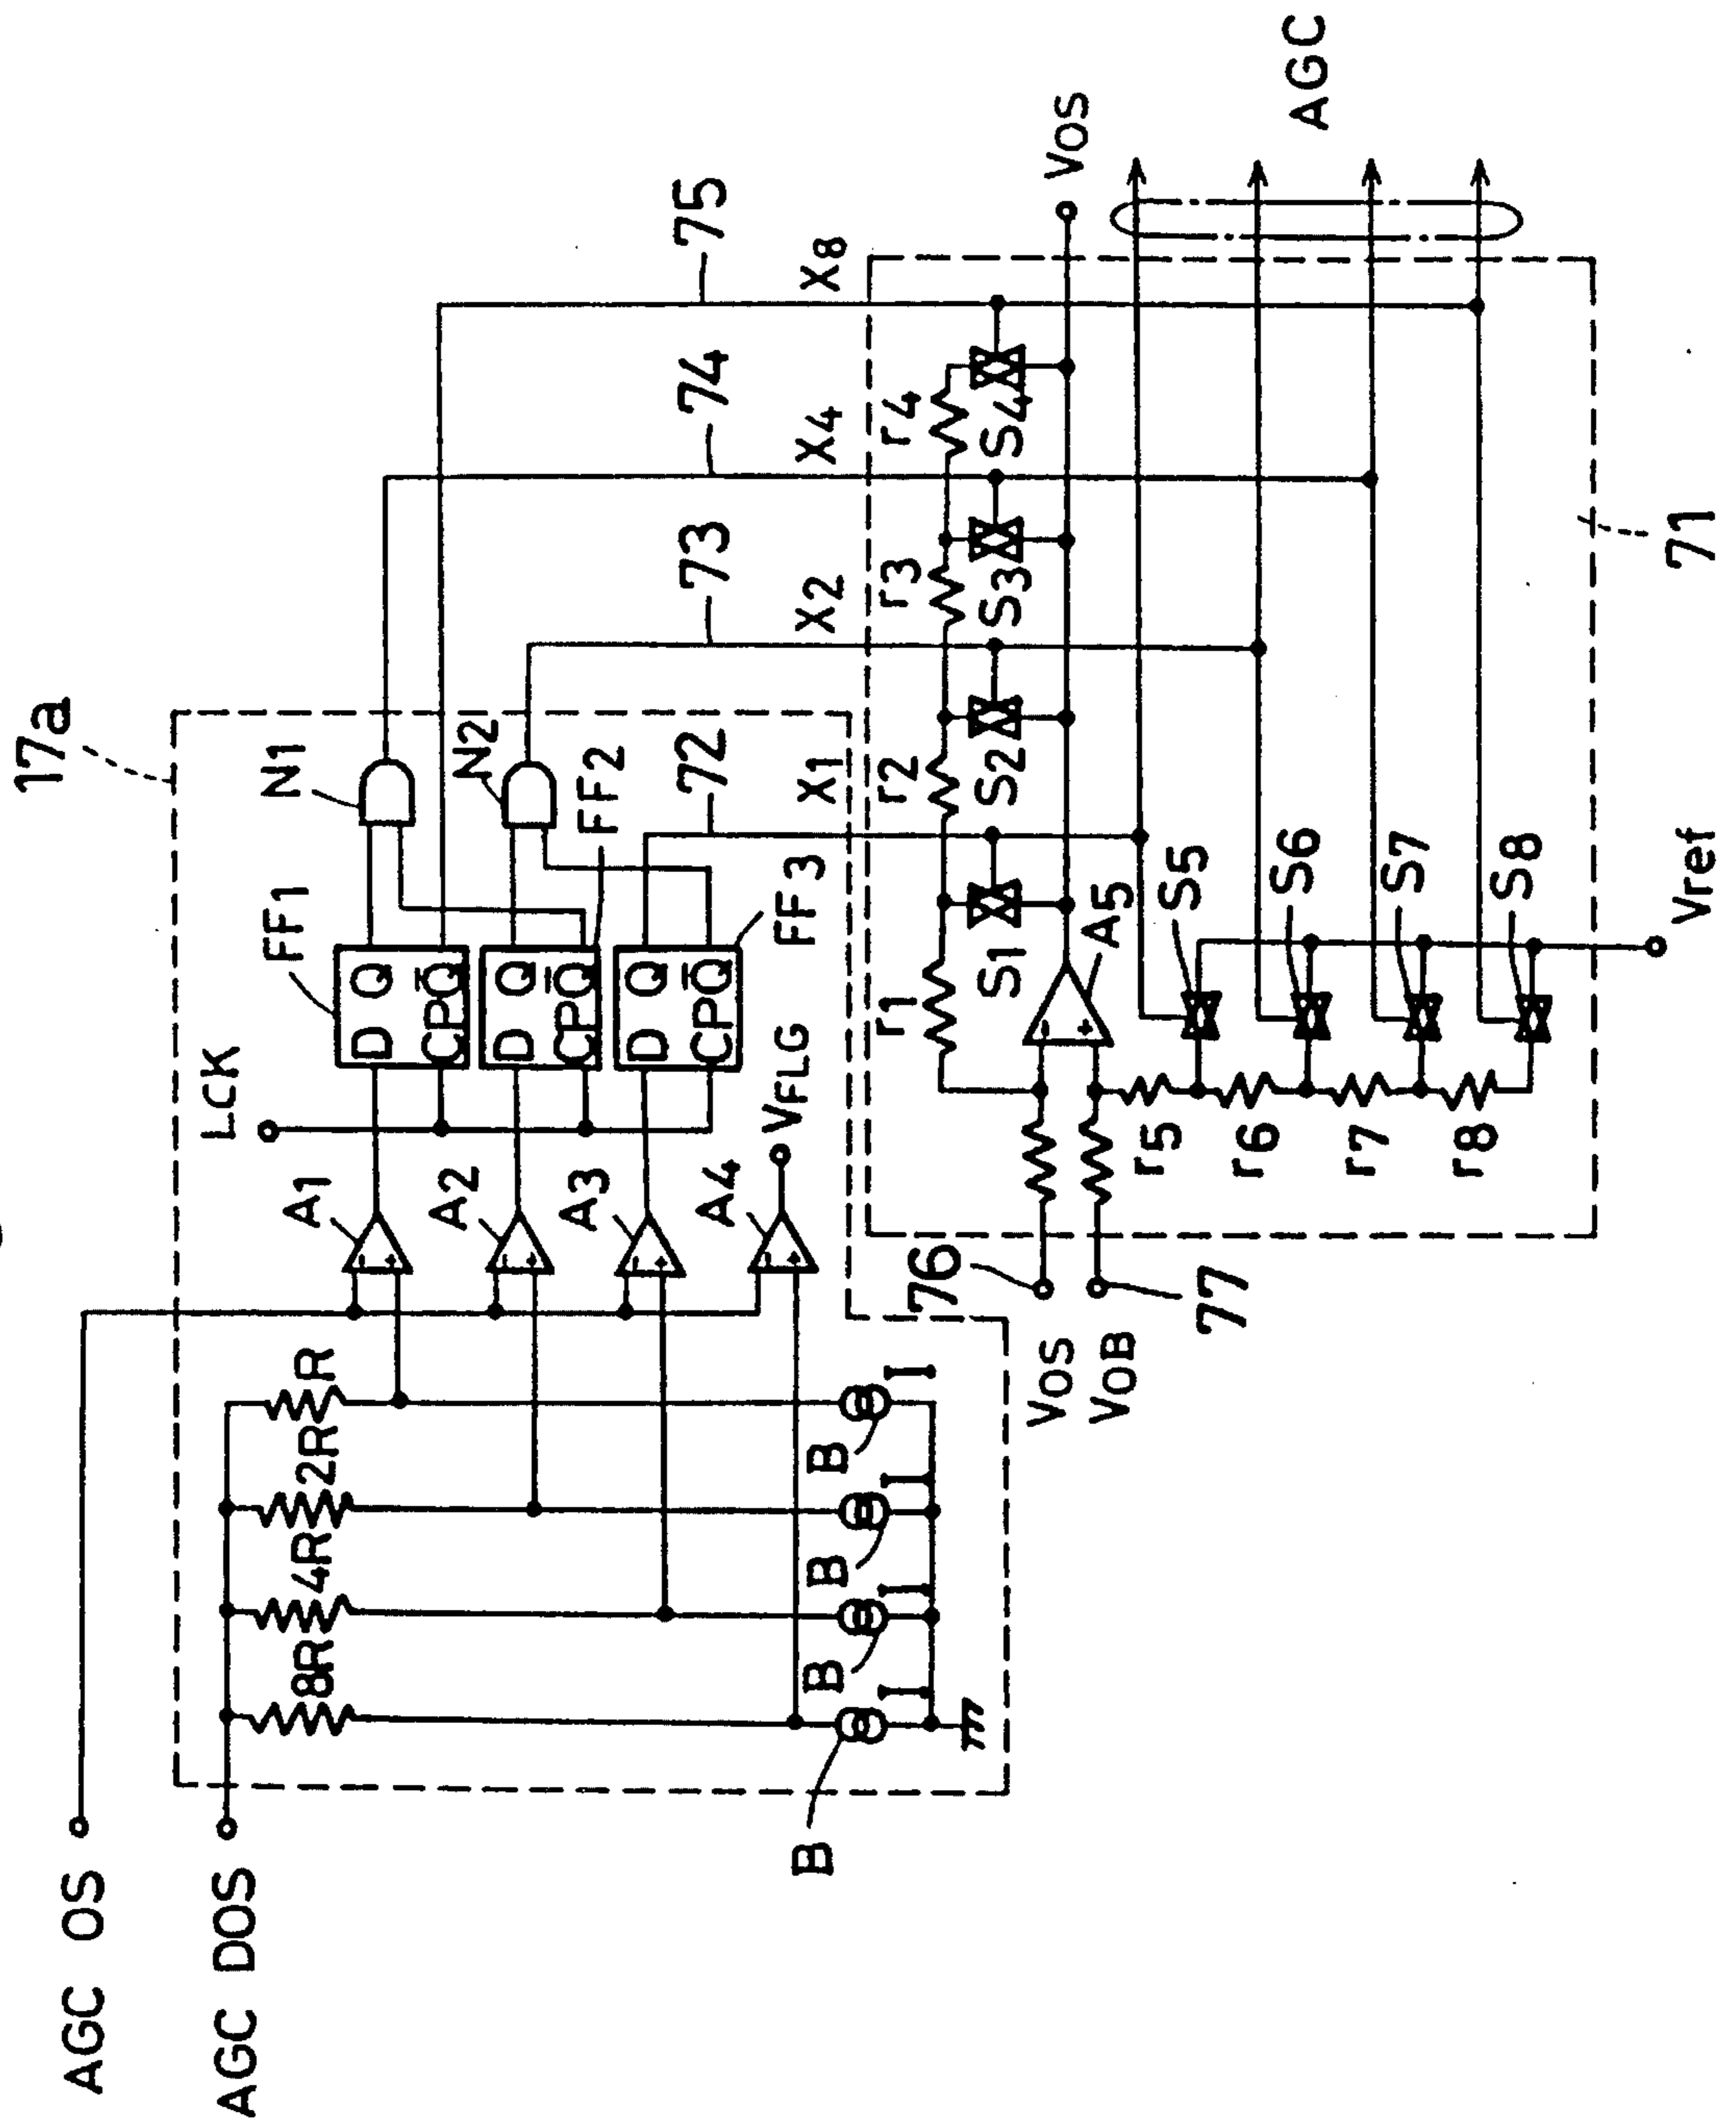 17a
AGC OS
AGC DOS
8R
4R
2R
R
B
B
B
B
I
I
I
I
A1
A2
A3
A4
LCK
VFLG
FF1
D Q
CP Q̅
FF2
D Q
CP Q̅
FF3
D Q
CP Q̅
N1
N2
72
73
74
75
X1
X2
X4
X8
76
77
VOS
VOB
r1
r2
r3
r4
S1
S2
S3
S4
A5
VOS
r5
r6
r7
r8
S5
S6
S7
S8
Vref
AGC
71